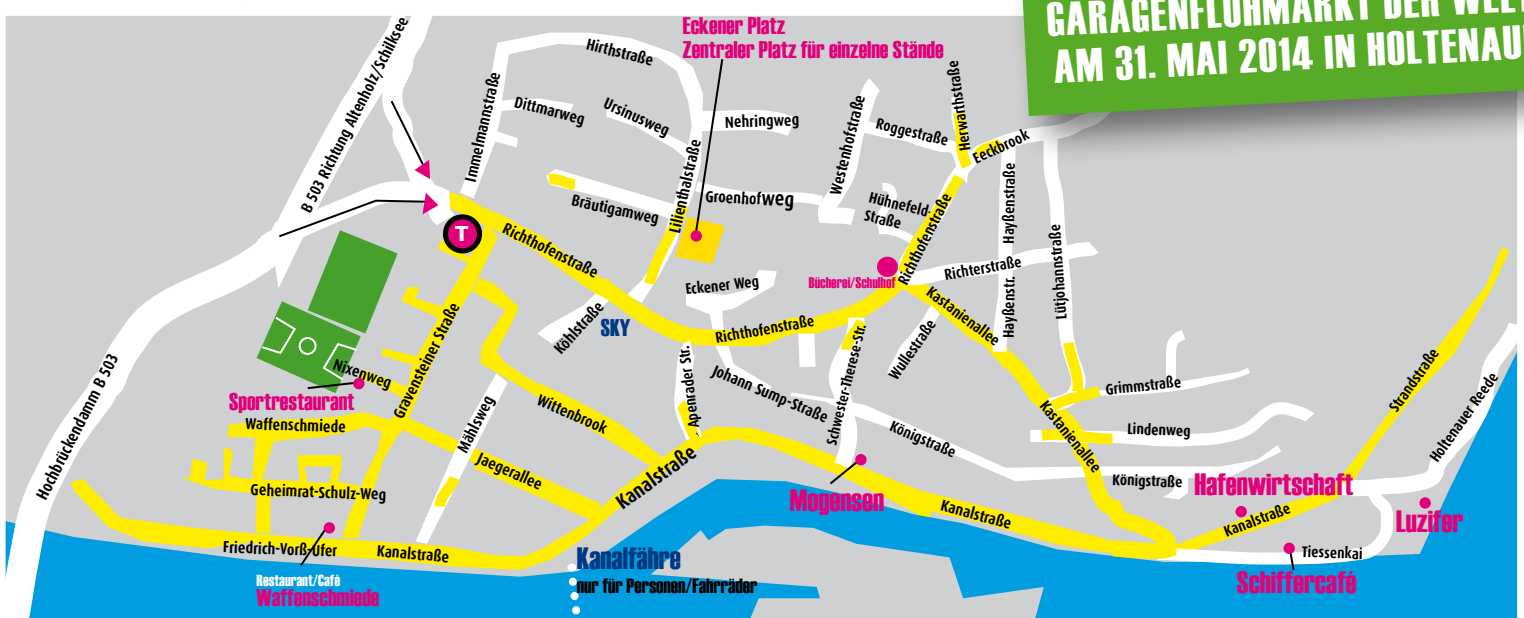 GARAGENFLOHMARKT DER WELT
AM 31. MAI 2014 IN HOLTENAU
Eckener Platz
Zentraler Platz für einzelne Stände
B 503 Richtung Altenholz/Schilksee
Immelmannstraße
Hirthstraße
Dittmarweg
Ursinusweg
Nehringweg
Lilienthalstraße
Westenhofstraße
Roggestraße
Herwarthstraße
Eeckbrook
Bräutigamweg
Groenhofweg
Hühnefeld-
Straße
Hayßenstraße
T
Richthofenstraße
Richthofenstraße
Lütjohannstraße
Bücherei/Schulhof
Richterstraße
Eckener Weg
Köhlstraße
SKY
Richthofenstraße
Kastanienallee
Hayßenstr.
Gravensteiner Straße
Wullestraße
Schwester-Therese-Str.
Apenrader Str.
Johann Sump-Straße
Hochbrückendamm B 503
Nixenweg
Sportrestaurant
Waffenschmiede
Mählsweg
Wittenbrook
Grimmstraße
Strandstraße
Holtenauer Reede
Kastanienallee
Lindenweg
Königstraße
Jaegerallee
Kanalstraße
Königstraße
Hafenwirtschaft
Geheimrat-Schulz-Weg
Mogensen
Kanalstraße
Kanalstraße
Luzifer
Friedrich-Voß-Ufer
Kanalstraße
Tiessenkai
Kanalfähre
nur für Personen/Fahrräder
Restaurant/Café
Waffenschmiede
Schiffercafé